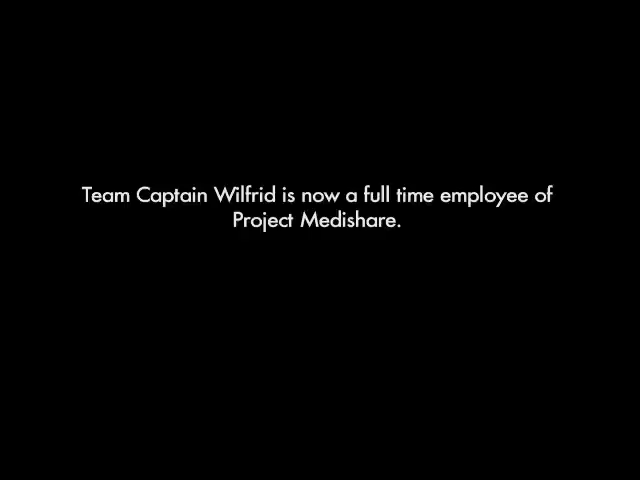 Team Captain Wilfrid is now a full time employee of
Project Medishare.